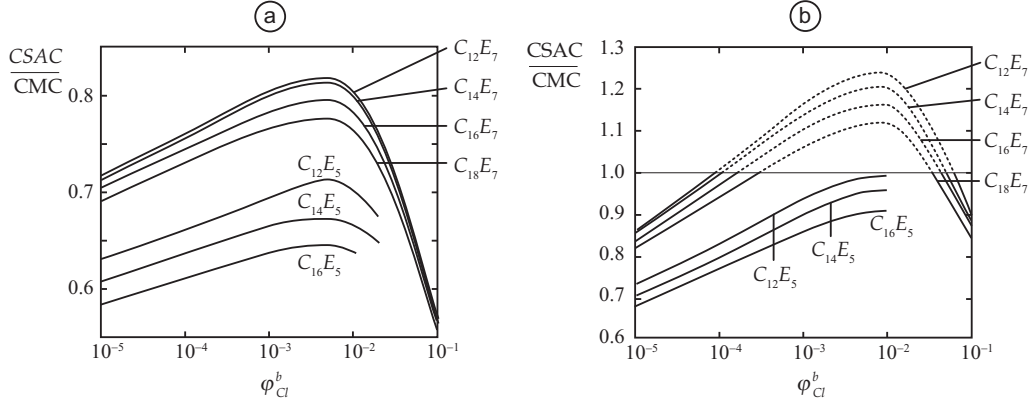 a
CSAC
CMC
0.8
0.7
0.6
10⁻⁵
10⁻⁴
10⁻³
10⁻²
10⁻¹
φᵇ_Cl
C₁₂E₇
C₁₄E₇
C₁₆E₇
C₁₈E₇
C₁₂E₅
C₁₄E₅
C₁₆E₅
b
CSAC
CMC
1.3
1.2
1.1
1.0
0.9
0.8
0.7
0.6
10⁻⁵
10⁻⁴
10⁻³
10⁻²
10⁻¹
φᵇ_Cl
C₁₂E₇
C₁₄E₇
C₁₆E₇
C₁₈E₇
C₁₆E₅
C₁₄E₅
C₁₂E₅